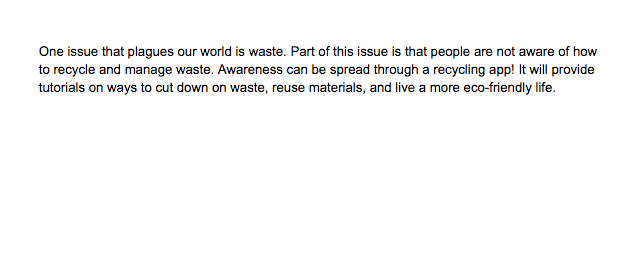 One issue that plagues our world is waste. Part of this issue is that people are not aware of how
to recycle and manage waste. Awareness can be spread through a recycling app! It will provide
tutorials on ways to cut down on waste, reuse materials, and live a more eco-friendly life.